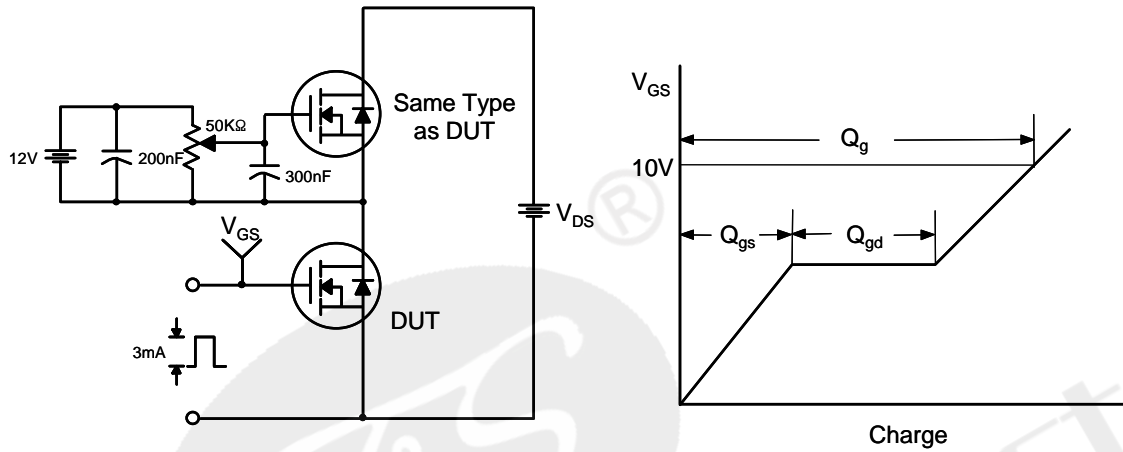 Same Type
as DUT
50KΩ
12V
200nF
300nF
V_GS
V_DS
DUT
3mA
V_GS
10V
Q_g
Q_gs
Q_gd
Charge
®